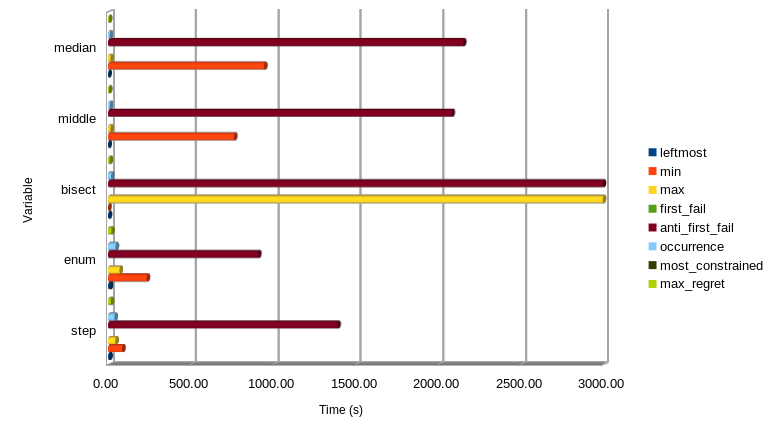 median
middle
bisect
enum
step
Variable
0.00 500.00 1000.00 1500.00 2000.00 2500.00 3000.00
Time (s)
leftmost
min
max
first_fail
anti_first_fail
occurrence
most_constrained
max_regret